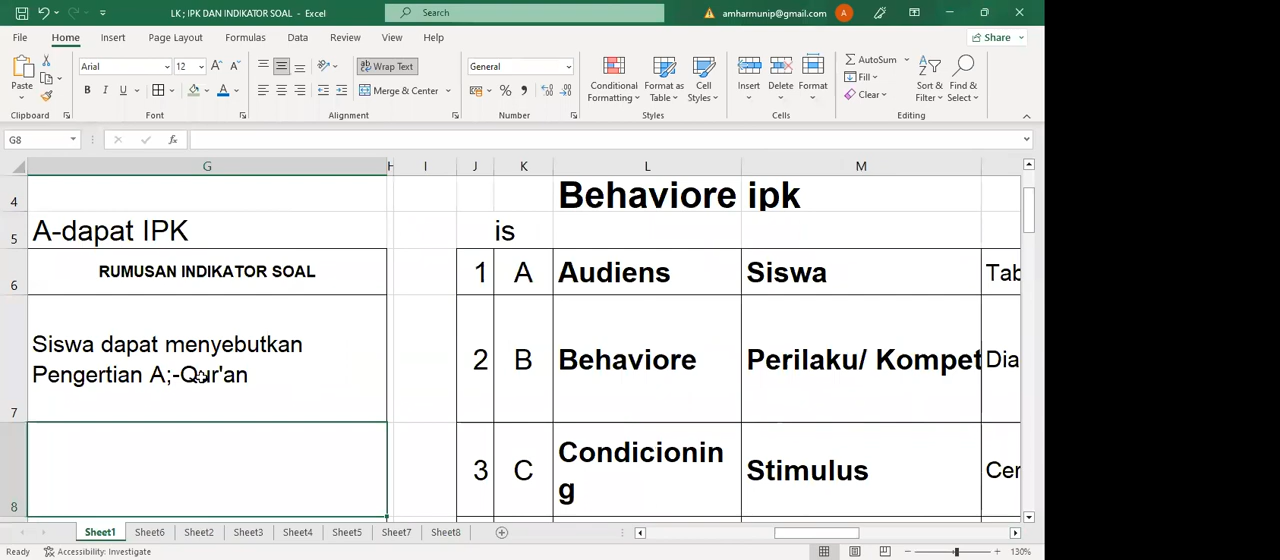 LK ; IPK DAN INDIKATOR SOAL - Excel
Search
amharmunip@gmail.com
A
File Home Insert Page Layout Formulas Data Review View Help
Share
Paste
Arial
12
B I U
Wrap Text
Merge & Center
General
Conditional Formatting
Format as Table
Cell Styles
Insert
Delete
Format
AutoSum
Fill
Clear
Sort & Filter
Find & Select
Clipboard
Font
Alignment
Number
Styles
Cells
Editing
G8
fx
G H I J K L M
4 Behaviore ipk
5 A-dapat IPK is
6 RUMUSAN INDIKATOR SOAL 1 A Audiens Siswa Tab
7 Siswa dapat menyebutkan
Pengertian A;-Qur'an
2 B Behaviore Perilaku/ Kompet Dia
8 3 C Condicionin
g
Stimulus Cer
Sheet1 Sheet6 Sheet2 Sheet3 Sheet4 Sheet5 Sheet7 Sheet8
Ready Accessibility: Investigate 130%